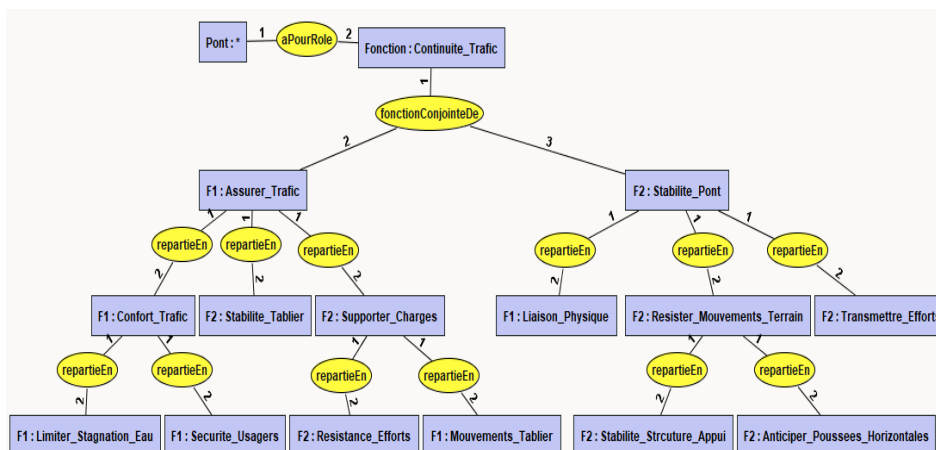 Pont : *
1
aPourRole
2
Fonction : Continuite_Trafic
1
fonctionConjointeDe
2
3
F1 : Assurer_Trafic
F2 : Stabilite_Pont
1
1
1
1
1
1
repartieEn
repartieEn
repartieEn
repartieEn
repartieEn
repartieEn
2
2
2
2
2
2
F1 : Confort_Trafic
F2 : Stabilite_Tablier
F2 : Supporter_Charges
F1 : Liaison_Physique
F2 : Resister_Mouvements_Terrain
F2 : Transmettre_Efforts
1
1
1
1
1
1
repartieEn
repartieEn
repartieEn
repartieEn
repartieEn
repartieEn
2
2
2
2
2
2
F1 : Limiter_Stagnation_Eau
F1 : Securite_Usagers
F2 : Resistance_Efforts
F1 : Mouvements_Tablier
F2 : Stabilite_Strcuture_Appui
F2 : Anticiper_Poussees_Horizontales